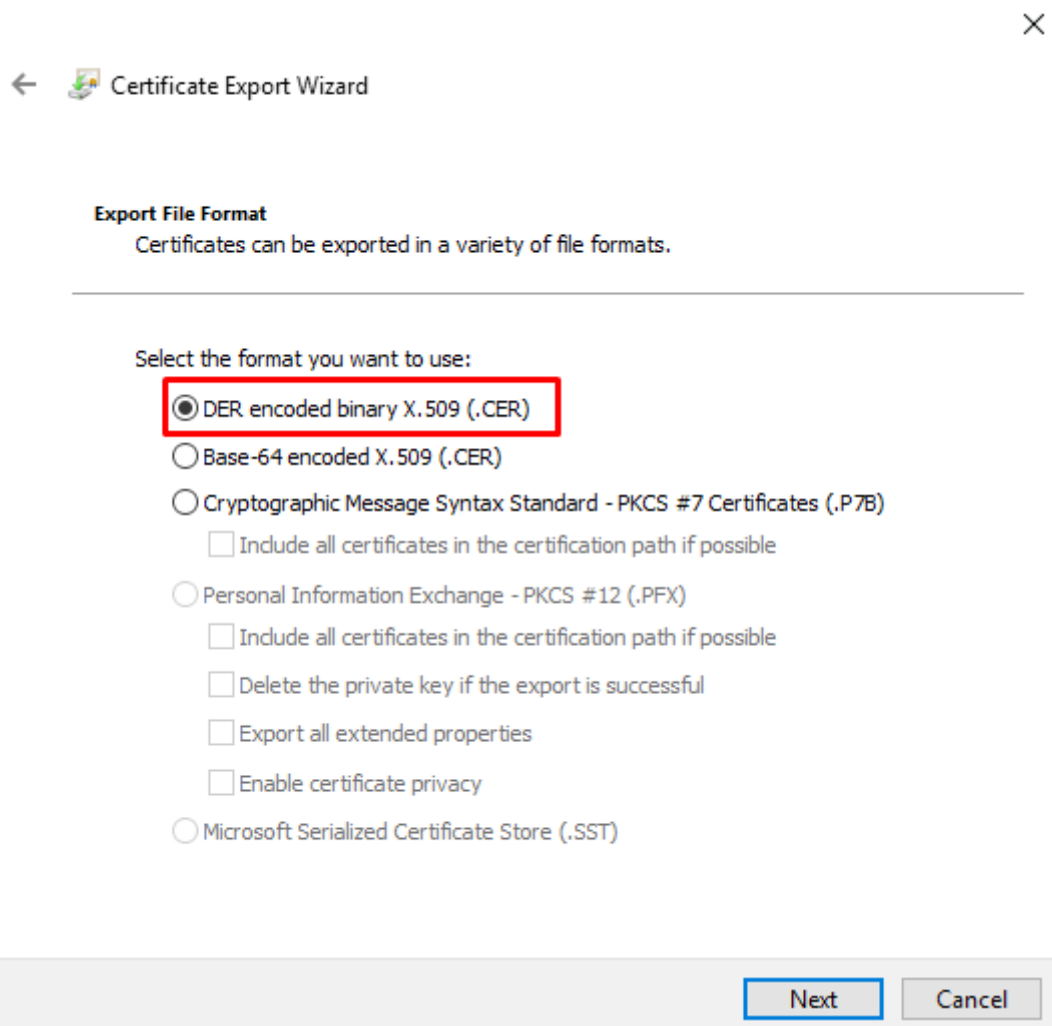 Certificate Export Wizard
Export File Format
Certificates can be exported in a variety of file formats.
Select the format you want to use:
DER encoded binary X.509 (.CER)
Base-64 encoded X.509 (.CER)
Cryptographic Message Syntax Standard - PKCS #7 Certificates (.P7B)
Include all certificates in the certification path if possible
Personal Information Exchange - PKCS #12 (.PFX)
Include all certificates in the certification path if possible
Delete the private key if the export is successful
Export all extended properties
Enable certificate privacy
Microsoft Serialized Certificate Store (.SST)
Next Cancel